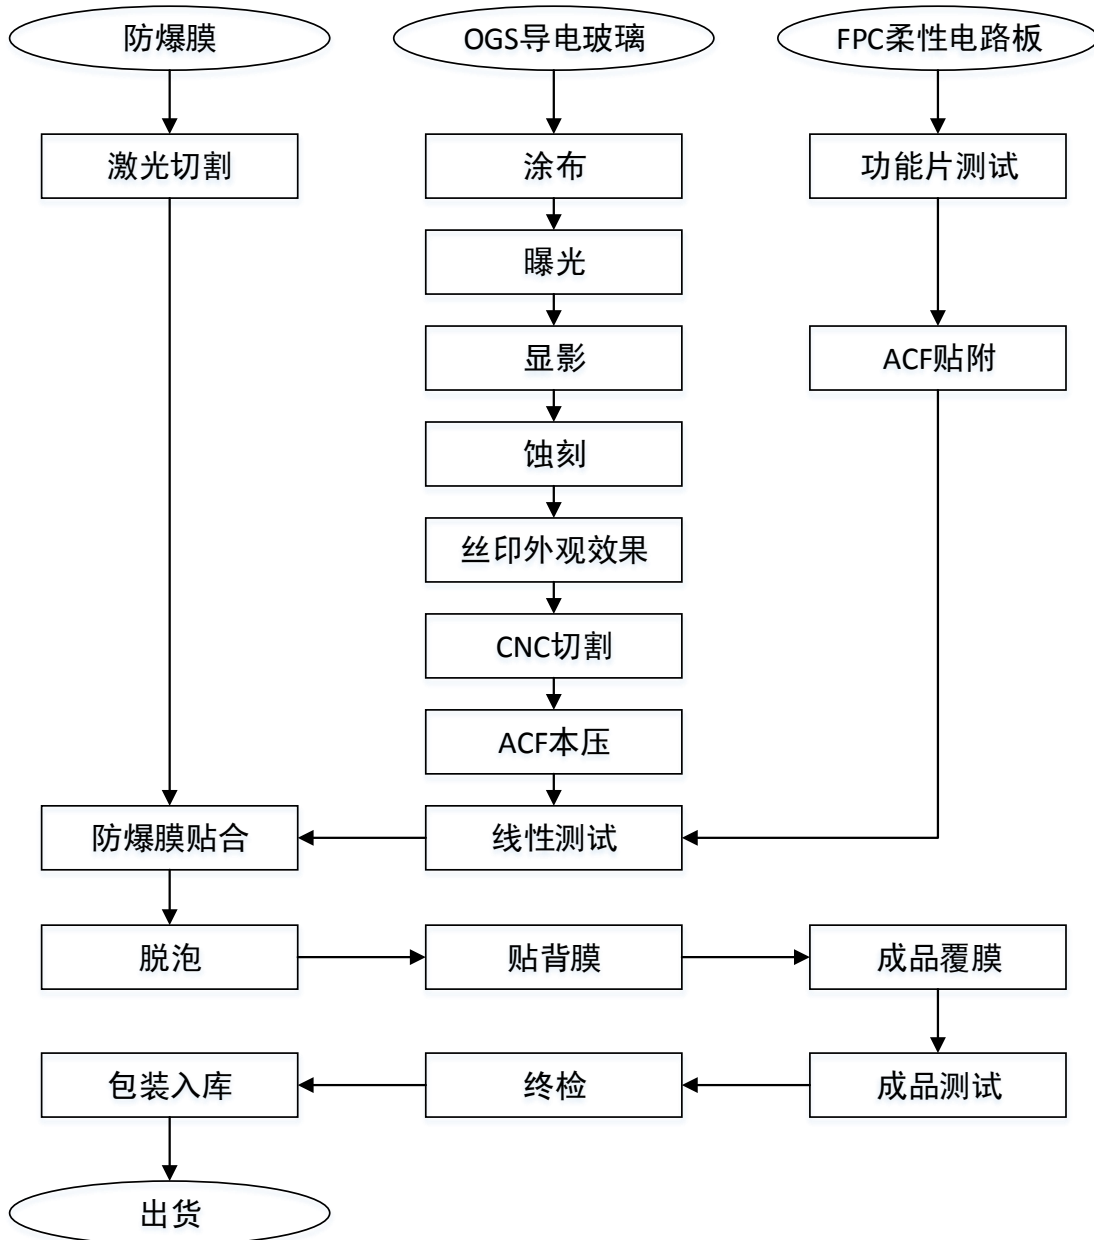 防爆膜
OGS导电玻璃
FPC柔性电路板
激光切割
涂布
功能片测试
曝光
显影
ACF贴附
蚀刻
丝印外观效果
CNC切割
ACF本压
防爆膜贴合
线性测试
脱泡
贴背膜
成品覆膜
包装入库
终检
成品测试
出货